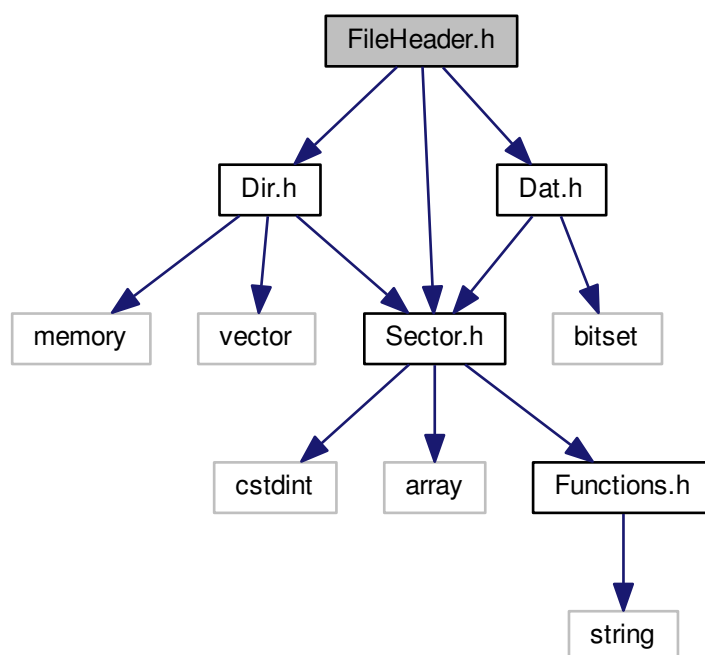 FileHeader.h
Dir.h
Dat.h
memory
vector
Sector.h
bitset
cstdint
array
Functions.h
string